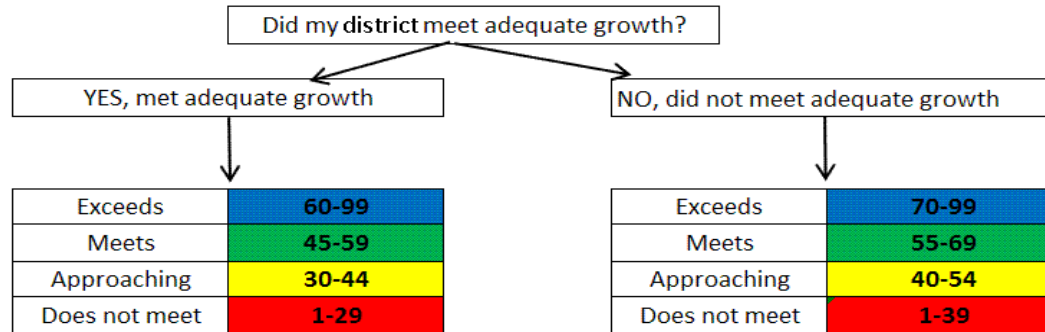 Did my district meet adequate growth?
YES, met adequate growth
NO, did not meet adequate growth
Exceeds 60-99
Meets 45-59
Approaching 30-44
Does not meet 1-29
Exceeds 70-99
Meets 55-69
Approaching 40-54
Does not meet 1-39